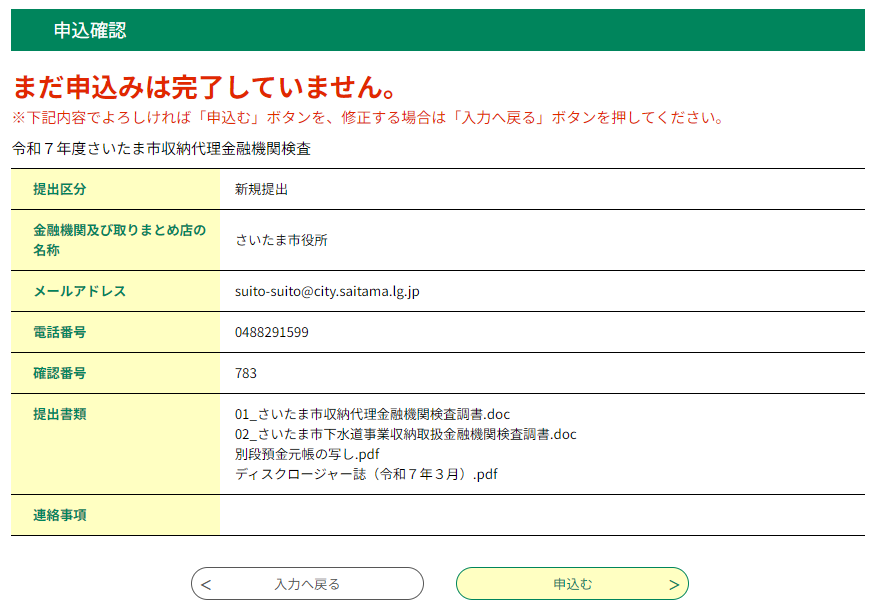 申込確認
まだ申込みは完了していません。
※下記内容でよろしければ「申込む」ボタンを、修正する場合は「入力へ戻る」ボタンを押してください。
令和７年度さいたま市収納代理金融機関検査
提出区分
新規提出
金融機関及び取りまとめ店の
名称
さいたま市役所
メールアドレス
suito-suito@city.saitama.lg.jp
電話番号
0488291599
確認番号
783
提出書類
01_さいたま市収納代理金融機関検査調書.doc
02_さいたま市下水道事業収納取扱金融機関検査調書.doc
別段預金元帳の写し.pdf
ディスクロージャー誌（令和７年３月）.pdf
連絡事項
< 入力へ戻る
申込む >